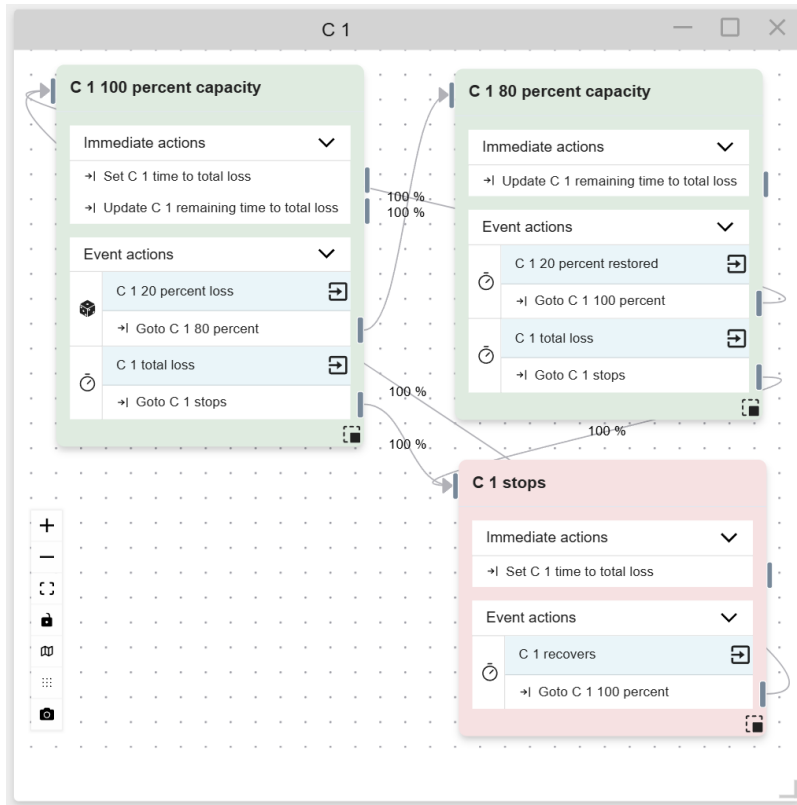 C 1
C 1 100 percent capacity
Immediate actions
Set C 1 time to total loss
Update C 1 remaining time to total loss
Event actions
C 1 20 percent loss
Goto C 1 80 percent
C 1 total loss
Goto C 1 stops
100 %
100 %
100 %
100 %
C 1 80 percent capacity
Immediate actions
Update C 1 remaining time to total loss
Event actions
C 1 20 percent restored
Goto C 1 100 percent
C 1 total loss
Goto C 1 stops
100 %
C 1 stops
Immediate actions
Set C 1 time to total loss
Event actions
C 1 recovers
Goto C 1 100 percent